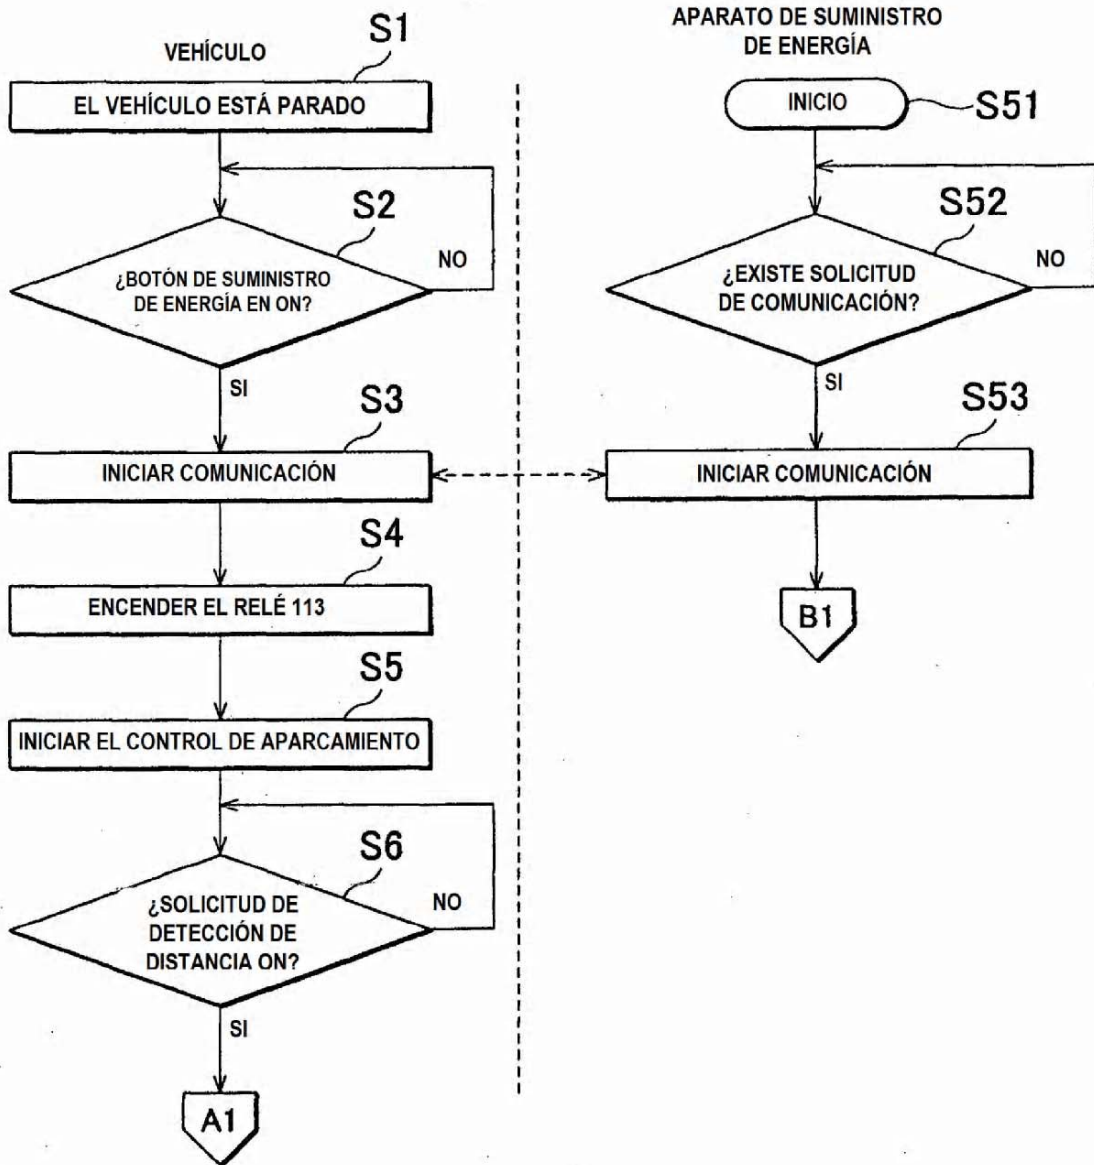 VEHÍCULO
S1
EL VEHÍCULO ESTÁ PARADO
S2
¿BOTÓN DE SUMINISTRO
DE ENERGÍA EN ON?
NO
SI
S3
INICIAR COMUNICACIÓN
S4
ENCENDER EL RELÉ 113
S5
INICIAR EL CONTROL DE APARCAMIENTO
S6
¿SOLICITUD DE
DETECCIÓN DE
DISTANCIA ON?
NO
SI
A1
APARATO DE SUMINISTRO
DE ENERGÍA
INICIO
S51
S52
¿EXISTE SOLICITUD
DE COMUNICACIÓN?
NO
SI
S53
INICIAR COMUNICACIÓN
B1